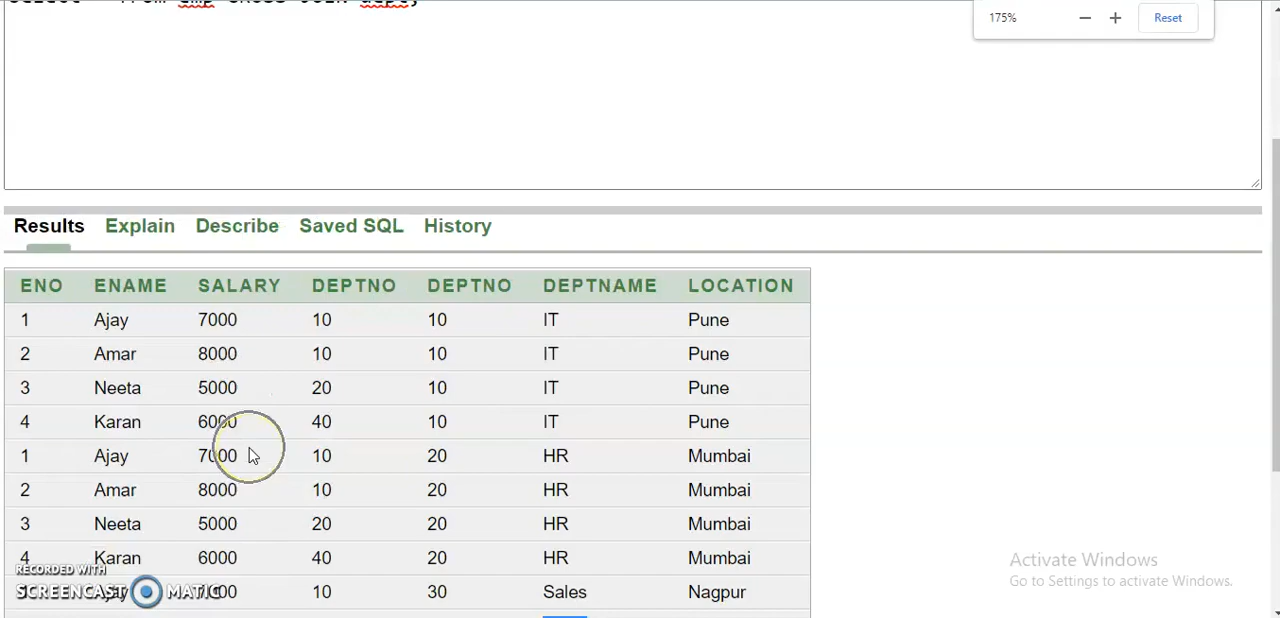 175% Reset
Results Explain Describe Saved SQL History
ENO ENAME SALARY DEPTNO DEPTNO DEPTNAME LOCATION
1 Ajay 7000 10 10 IT Pune
2 Amar 8000 10 10 IT Pune
3 Neeta 5000 20 10 IT Pune
4 Karan 6000 40 10 IT Pune
1 Ajay 7000 10 20 HR Mumbai
2 Amar 8000 10 20 HR Mumbai
3 Neeta 5000 20 20 HR Mumbai
4 Karan 6000 40 20 HR Mumbai
10 30 Sales Nagpur
RECORDED WITH
SCREENCAST MATIC
Activate Windows
Go to Settings to activate Windows.